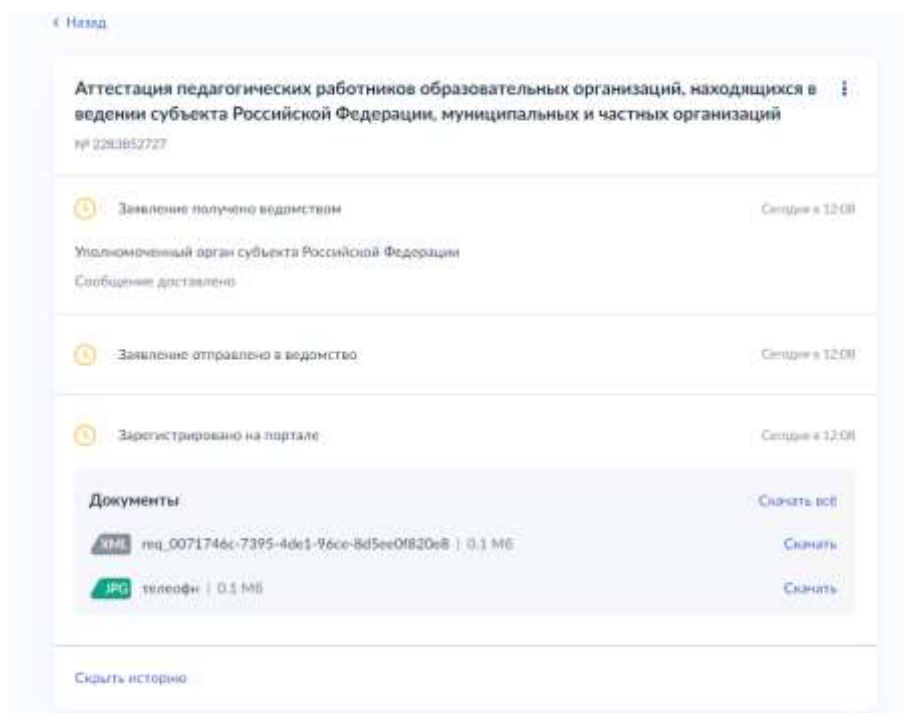 Назад
Аттестация педагогических работников образовательных организаций, находящихся в
ведении субъекта Российской Федерации, муниципальных и частных организаций
№ 2283852727
Заявление получено ведомством
Сегодня в 12:08
Уполномоченный орган субъекта Российской Федерации
Сообщение доставлено
Заявление отправлено в ведомство
Сегодня в 12:08
Зарегистрировано на портале
Сегодня в 12:08
Документы
Скачать всё
XML req_0071746c-7395-4de1-96ce-8d5ee0f820e8 | 0.1 Мб
Скачать
JPG телеофн | 0.1 Мб
Скачать
Скрыть историю